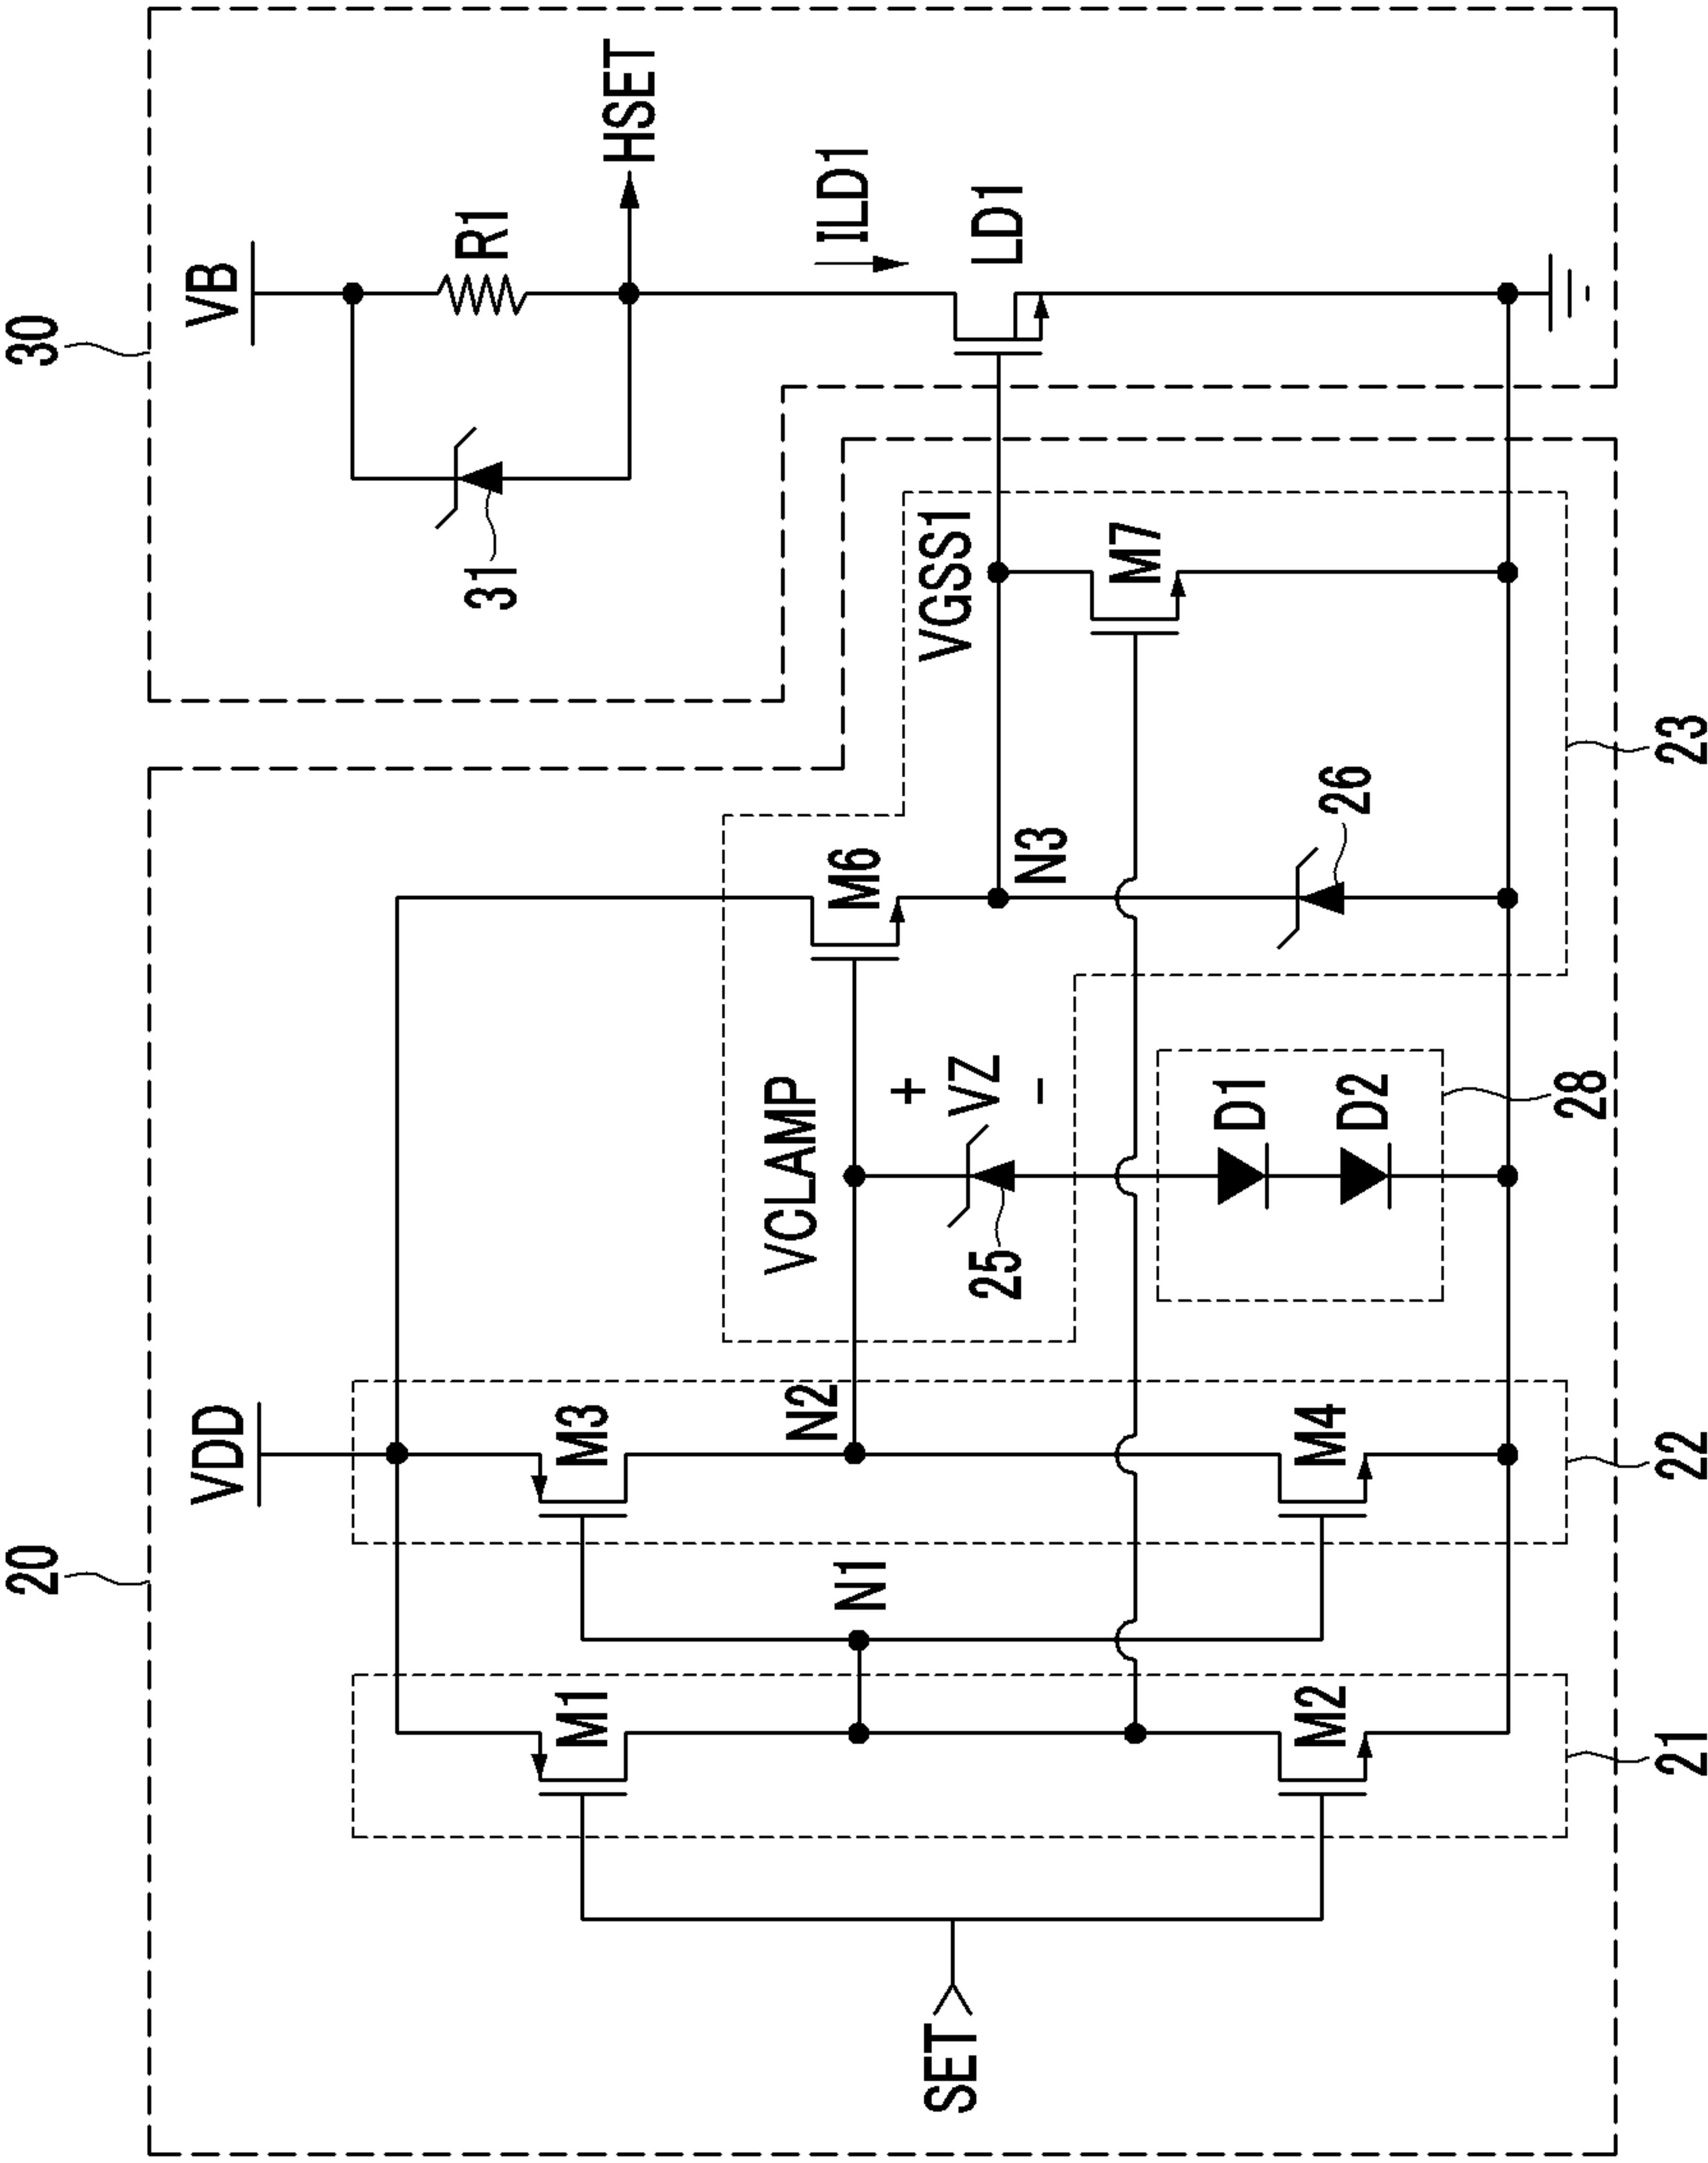 20
30
VDD
VB
R1
31
HSET
M1
M3
VCLAMP
M6
ILD1
N2
N1
+
VZ
-
25
VGSS1
LD1
N3
SET
M7
D1
26
M2
M4
D2
28
21
22
23